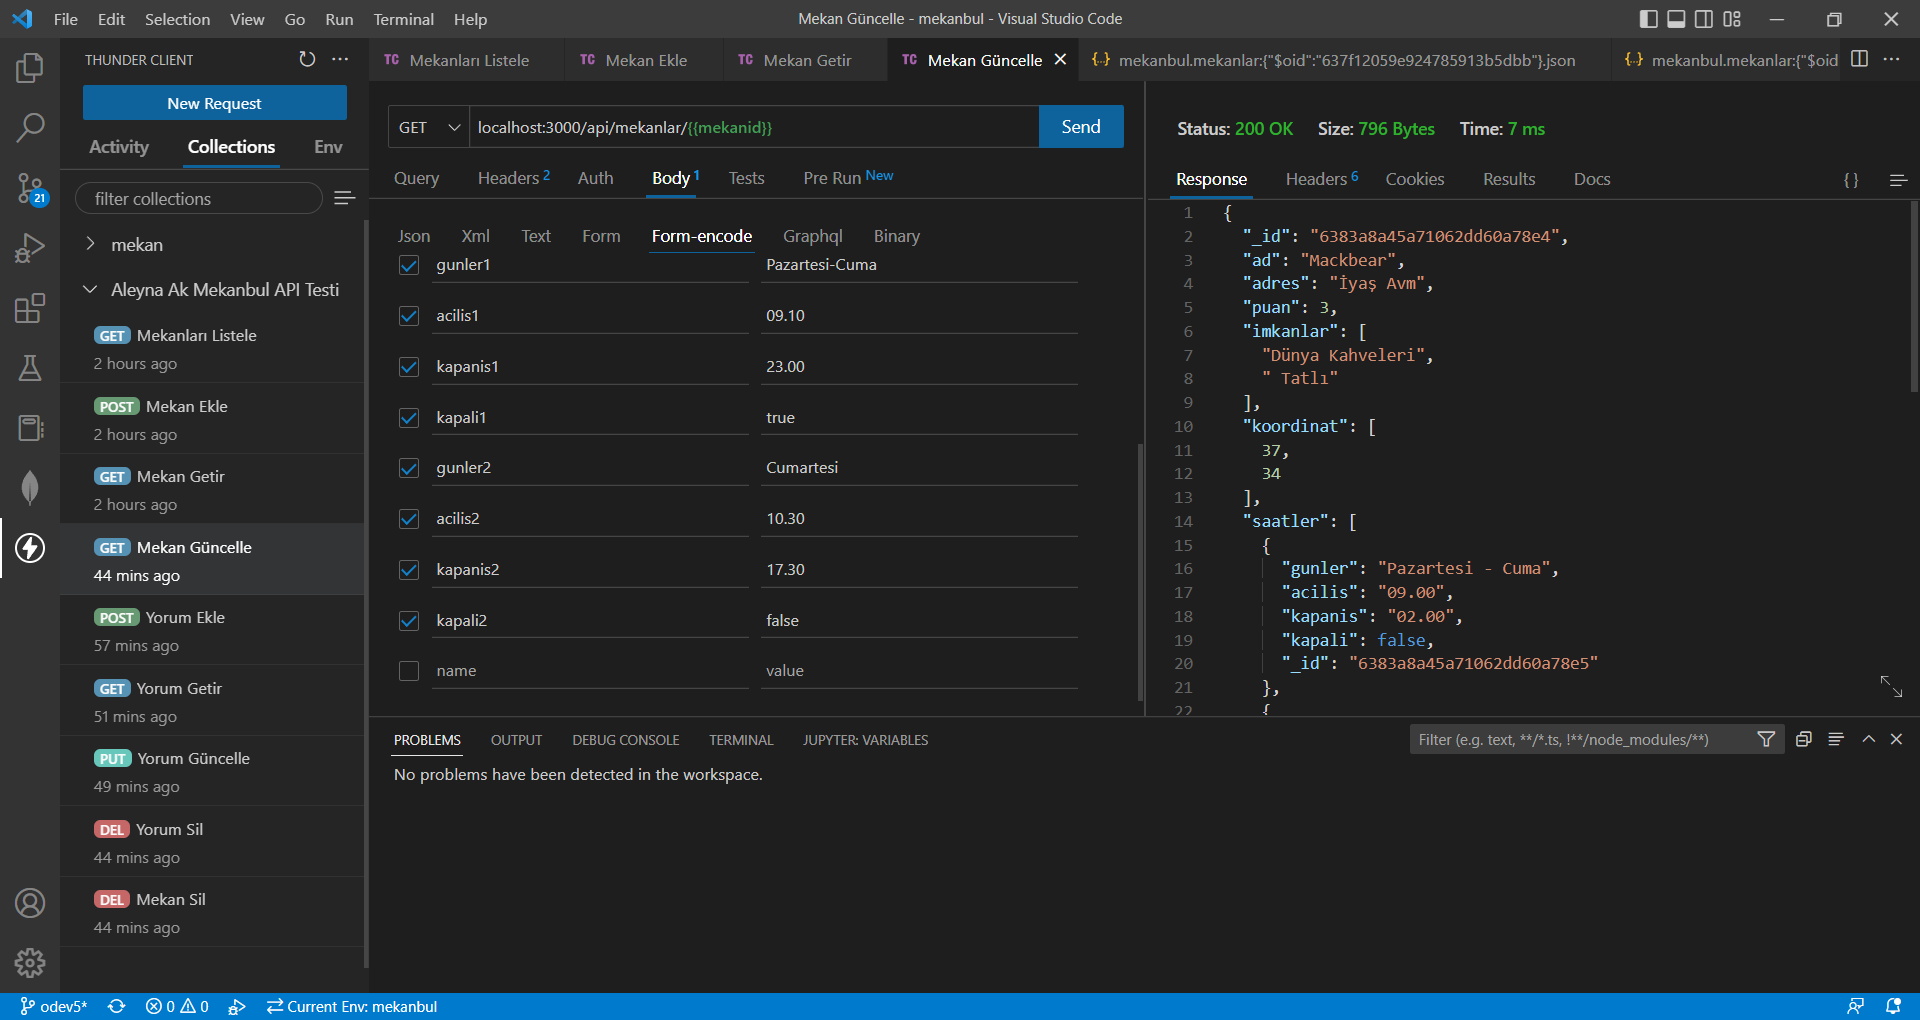 File Edit Selection View Go Run Terminal Help
Mekan Güncelle - mekanbul - Visual Studio Code
THUNDER CLIENT
New Request
Activity Collections Env
filter collections
mekan
Aleyna Ak Mekanbul API Testi
GET Mekanları Listele
2 hours ago
POST Mekan Ekle
2 hours ago
GET Mekan Getir
2 hours ago
GET Mekan Güncelle
44 mins ago
POST Yorum Ekle
57 mins ago
GET Yorum Getir
51 mins ago
PUT Yorum Güncelle
49 mins ago
DEL Yorum Sil
44 mins ago
DEL Mekan Sil
44 mins ago
21
TC Mekanları Listele
TC Mekan Ekle
TC Mekan Getir
TC Mekan Güncelle
{..} mekanbul.mekanlar:{"$oid":"637f12059e924785913b5dbb"}.json
{..} mekanbul.mekanlar:{"$oid
GET localhost:3000/api/mekanlar/{{mekanid}} Send
Query Headers 2 Auth Body 1 Tests Pre Run New
Json Xml Text Form Form-encode Graphql Binary
gunler1 Pazartesi-Cuma
acilis1 09.10
kapanis1 23.00
kapali1 true
gunler2 Cumartesi
acilis2 10.30
kapanis2 17.30
kapali2 false
name value
Status: 200 OK Size: 796 Bytes Time: 7 ms
Response Headers 6 Cookies Results Docs { }
1 {
2 "_id": "6383a8a45a71062dd60a78e4",
3 "ad": "Mackbear",
4 "adres": "İyaş Avm",
5 "puan": 3,
6 "imkanlar": [
7 "Dünya Kahveleri",
8 " Tatlı"
9 ],
10 "koordinat": [
11 37,
12 34
13 ],
14 "saatler": [
15 {
16 "gunler": "Pazartesi - Cuma",
17 "acilis": "09.00",
18 "kapanis": "02.00",
19 "kapali": false,
20 "_id": "6383a8a45a71062dd60a78e5"
21 },
22 {
PROBLEMS OUTPUT DEBUG CONSOLE TERMINAL JUPYTER: VARIABLES
Filter (e.g. text, **/*.ts, !**/node_modules/**)
No problems have been detected in the workspace.
odev5* 0 0 Current Env: mekanbul